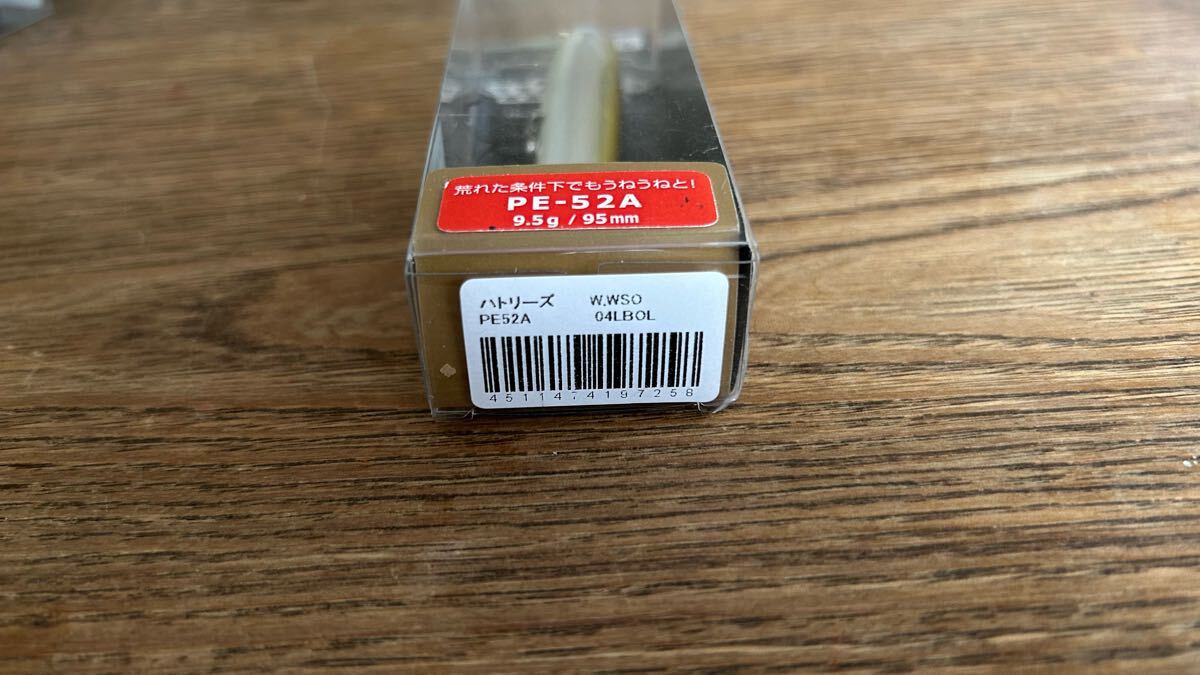 荒れた条件下でもうねうねと!
PE-52A
9.5g / 95mm
ハトリーズ W.WSO
PE52A 04LBOL
4511474197258